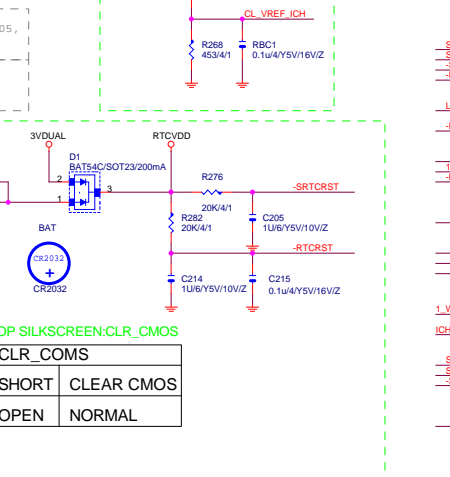 05,
CL_VREF_ICH
R268
453/4/1
RBC1
0.1u/4/Y5V/16V/Z
3VDUAL
RTCVDD
D1
BAT54C/SOT23/200mA
2
3
1
R276
20K/4/1
-SRTCRST
R282
20K/4/1
C205
1U/6/Y5V/10V/Z
BAT
CR2032
+
CR2032
-RTCRST
C214
1U/6/Y5V/10V/Z
C215
0.1u/4/Y5V/16V/Z
OP SILKSCREEN:CLR_CMOS
CLR_COMS
SHORT CLEAR CMOS
OPEN NORMAL
1_
ICH